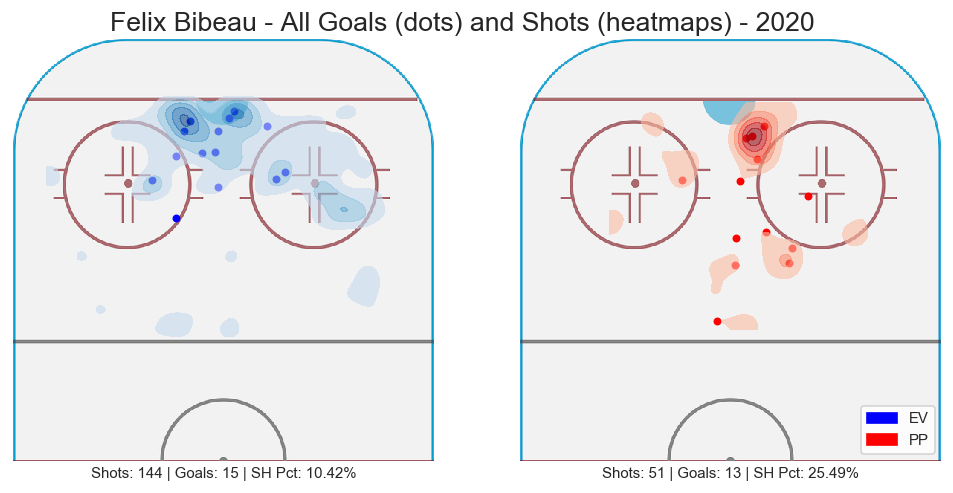 Felix Bibeau - All Goals (dots) and Shots (heatmaps) - 2020
EV
PP
Shots: 144 | Goals: 15 | SH Pct: 10.42%
Shots: 51 | Goals: 13 | SH Pct: 25.49%